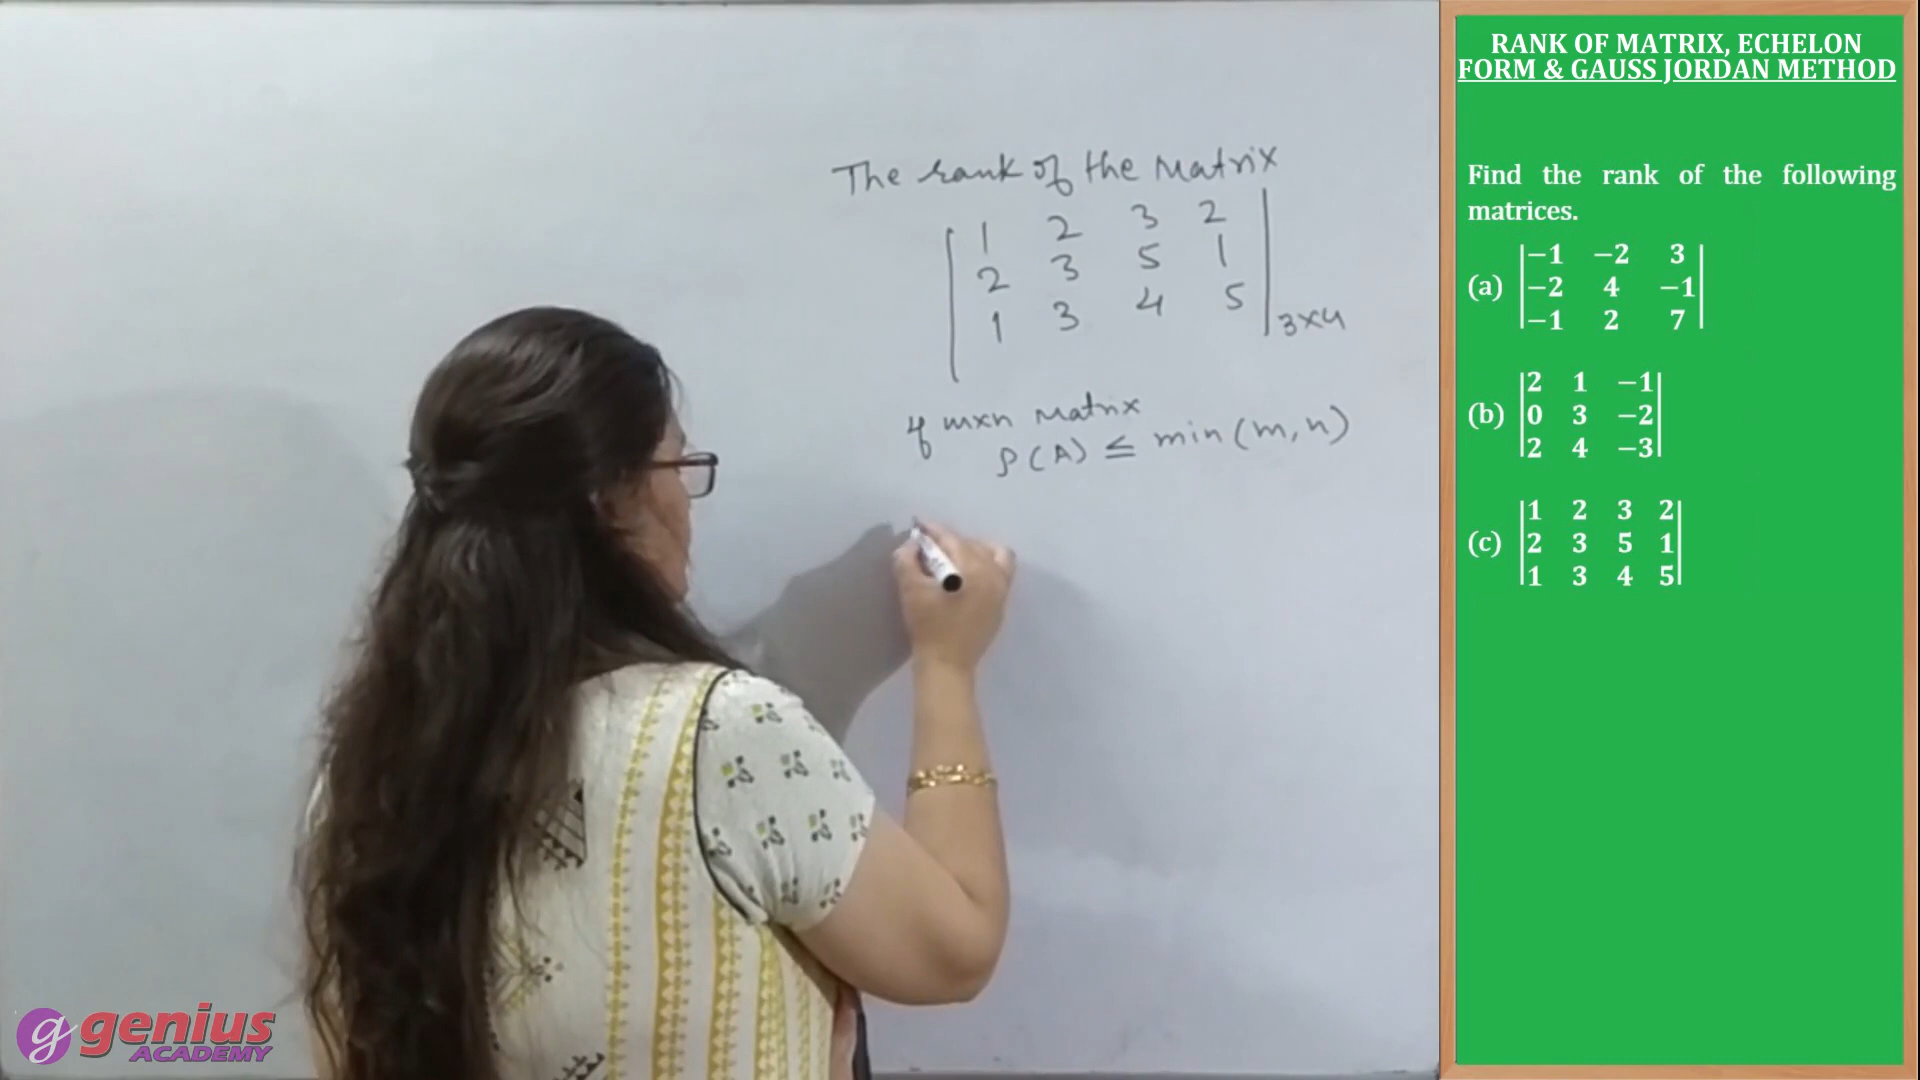 The rank of the Matrix
1 2 3 2
2 3 5 1
1 3 4 5
3×4
if m×n Matrix
ρ(A) ≤ min(m,n)
RANK OF MATRIX, ECHELON
FORM & GAUSS JORDAN METHOD
Find the rank of the following
matrices.
(a) |−1 −2 3|
|−2 4 −1|
|−1 2 7|
(b) |2 1 −1|
|0 3 −2|
|2 4 −3|
(c) |1 2 3 2|
|2 3 5 1|
|1 3 4 5|
g genius
ACADEMY